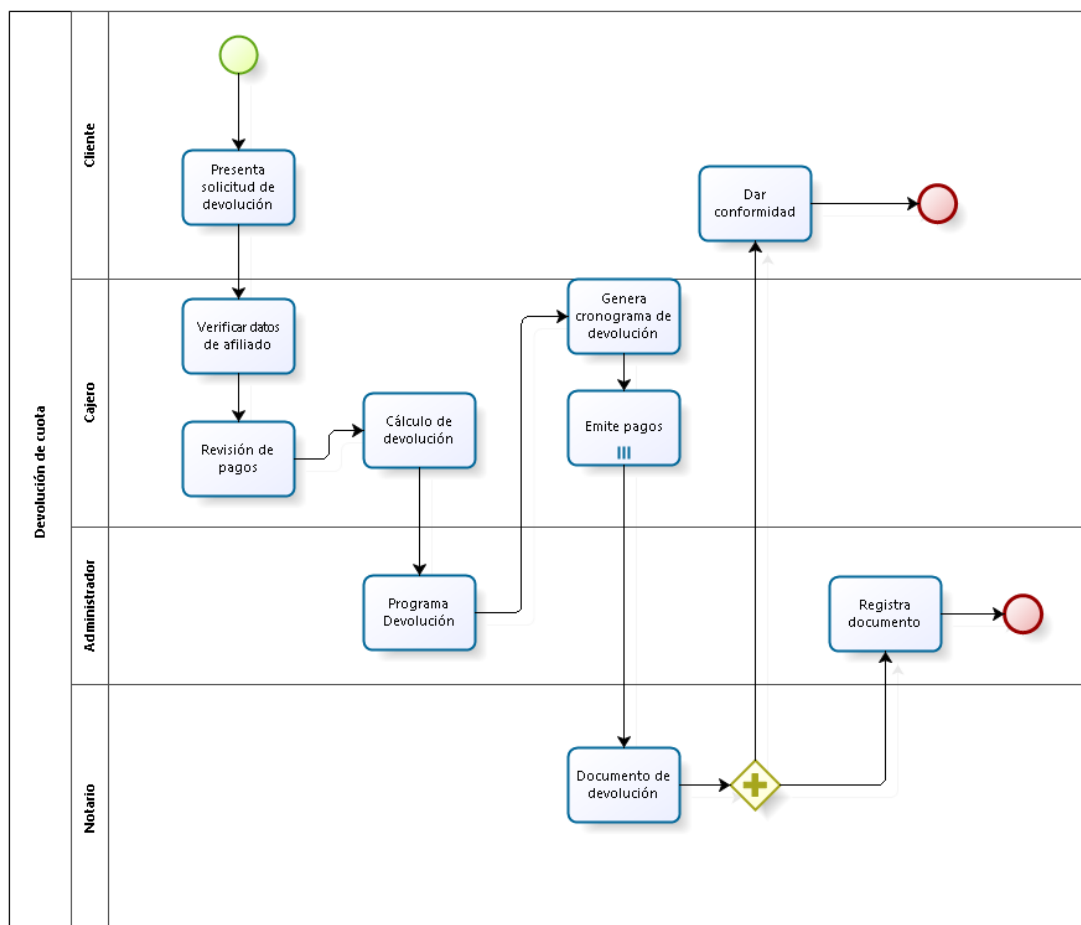 Devolución de cuota
Cliente
Presenta
solicitud de
devolución
Dar
conformidad
Cajero
Verificar datos
de afiliado
Revisión de
pagos
Cálculo de
devolución
Genera
cronograma de
devolución
Emite pagos
Administrador
Programa
Devolución
Registra
documento
Notario
Documento de
devolución